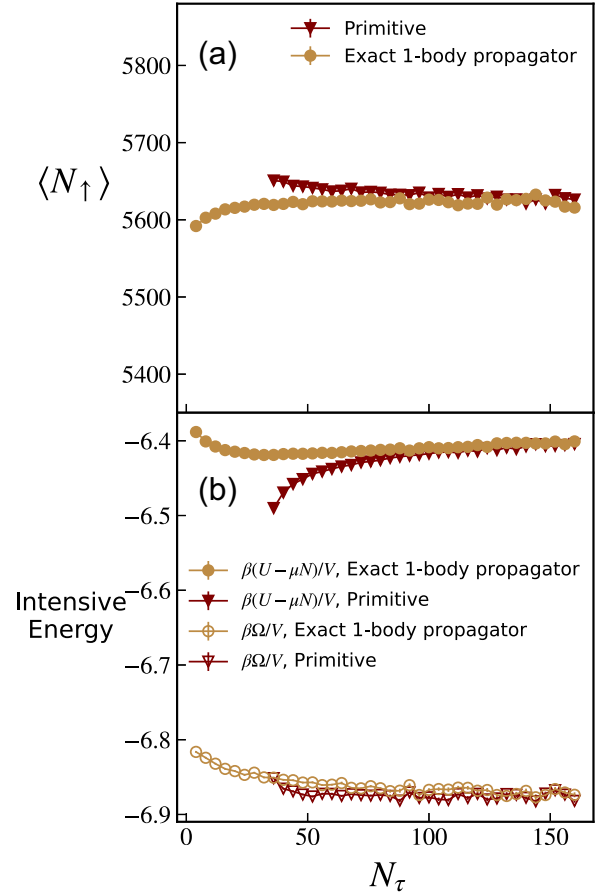 (a)
Primitive
Exact 1-body propagator
⟨N↑⟩
5800
5700
5600
5500
5400
(b)
−6.4
−6.5
−6.6
−6.7
−6.8
−6.9
Intensive
Energy
β(U − μN)/V, Exact 1-body propagator
β(U − μN)/V, Primitive
βΩ/V, Exact 1-body propagator
βΩ/V, Primitive
0
50
100
150
Nτ